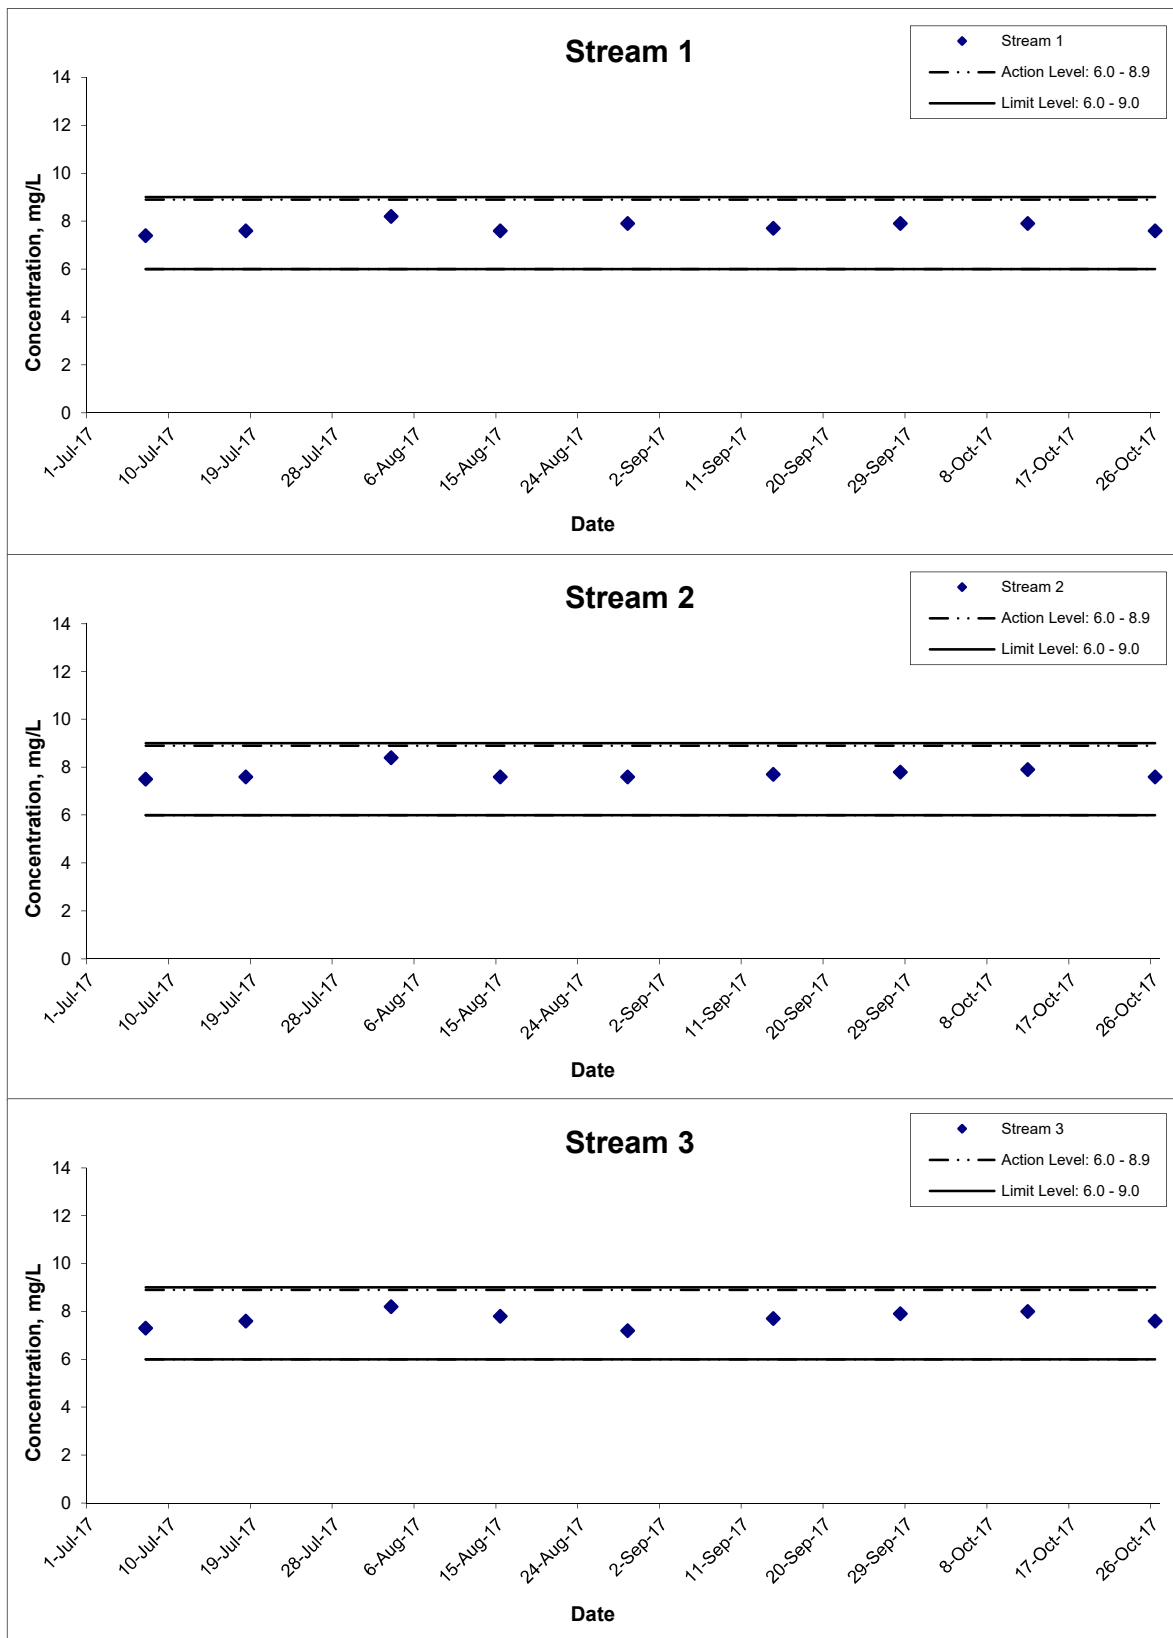 Stream 1
Stream 1
Action Level: 6.0 - 8.9
Limit Level: 6.0 - 9.0
Concentration, mg/L
14
12
10
8
6
4
2
0
1-Jul-17
10-Jul-17
19-Jul-17
28-Jul-17
6-Aug-17
15-Aug-17
24-Aug-17
2-Sep-17
11-Sep-17
20-Sep-17
29-Sep-17
8-Oct-17
17-Oct-17
26-Oct-17
Date
Stream 2
Stream 2
Action Level: 6.0 - 8.9
Limit Level: 6.0 - 9.0
Concentration, mg/L
14
12
10
8
6
4
2
0
1-Jul-17
10-Jul-17
19-Jul-17
28-Jul-17
6-Aug-17
15-Aug-17
24-Aug-17
2-Sep-17
11-Sep-17
20-Sep-17
29-Sep-17
8-Oct-17
17-Oct-17
26-Oct-17
Date
Stream 3
Stream 3
Action Level: 6.0 - 8.9
Limit Level: 6.0 - 9.0
Concentration, mg/L
14
12
10
8
6
4
2
0
1-Jul-17
10-Jul-17
19-Jul-17
28-Jul-17
6-Aug-17
15-Aug-17
24-Aug-17
2-Sep-17
11-Sep-17
20-Sep-17
29-Sep-17
8-Oct-17
17-Oct-17
26-Oct-17
Date